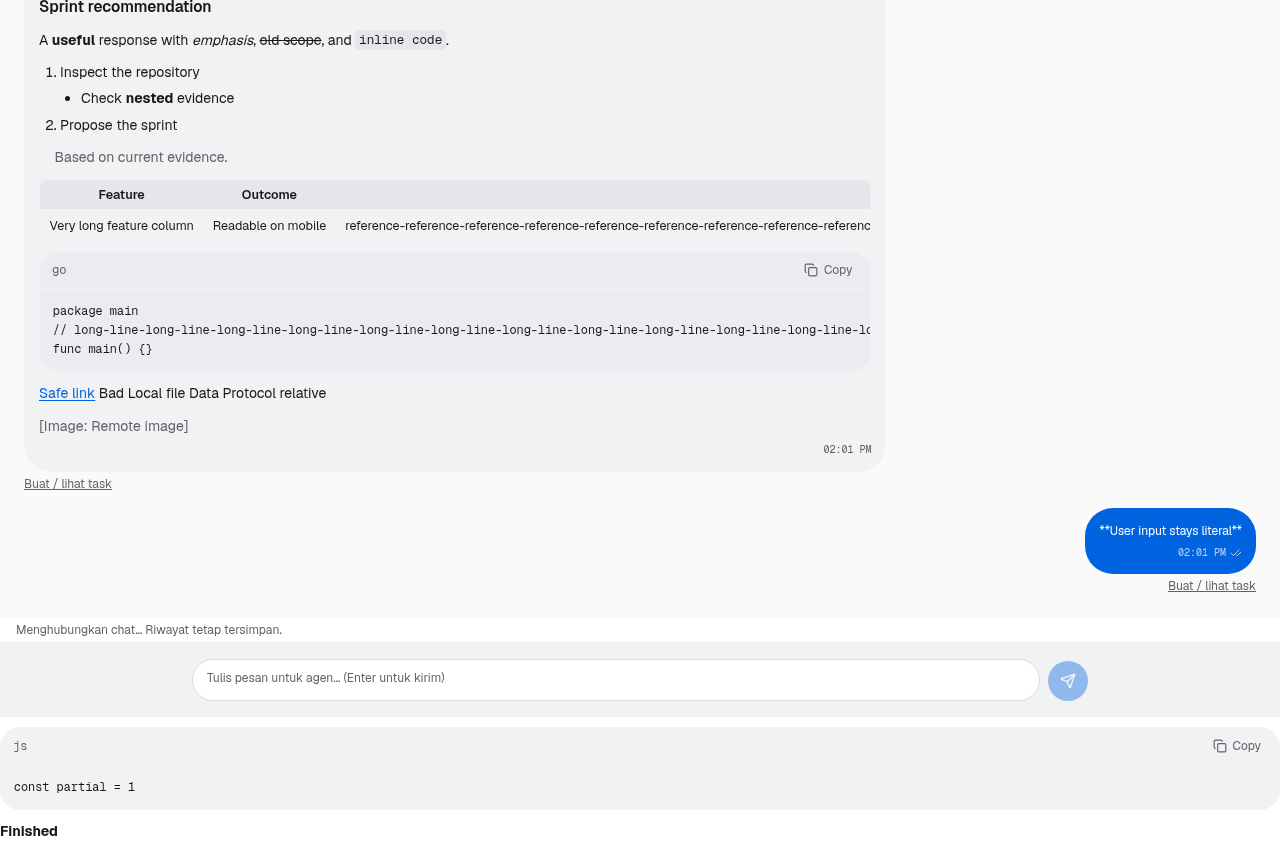 Sprint recommendation
A useful response with emphasis, old scope, and inline code.
1. Inspect the repository
• Check nested evidence
2. Propose the sprint
Based on current evidence.
Feature Outcome
Very long feature column Readable on mobile reference-reference-reference-reference-reference-reference-reference-reference-referenc
go Copy
package main
// long-line-long-line-long-line-long-line-long-line-long-line-long-line-long-line-long-line-long-line-long-line-lo
func main() {}
Safe link Bad Local file Data Protocol relative
[Image: Remote image]
02:01 PM
Buat / lihat task
**User input stays literal**
02:01 PM
Buat / lihat task
Menghubungkan chat... Riwayat tetap tersimpan.
Tulis pesan untuk agen... (Enter untuk kirim)
js Copy
const partial = 1
Finished